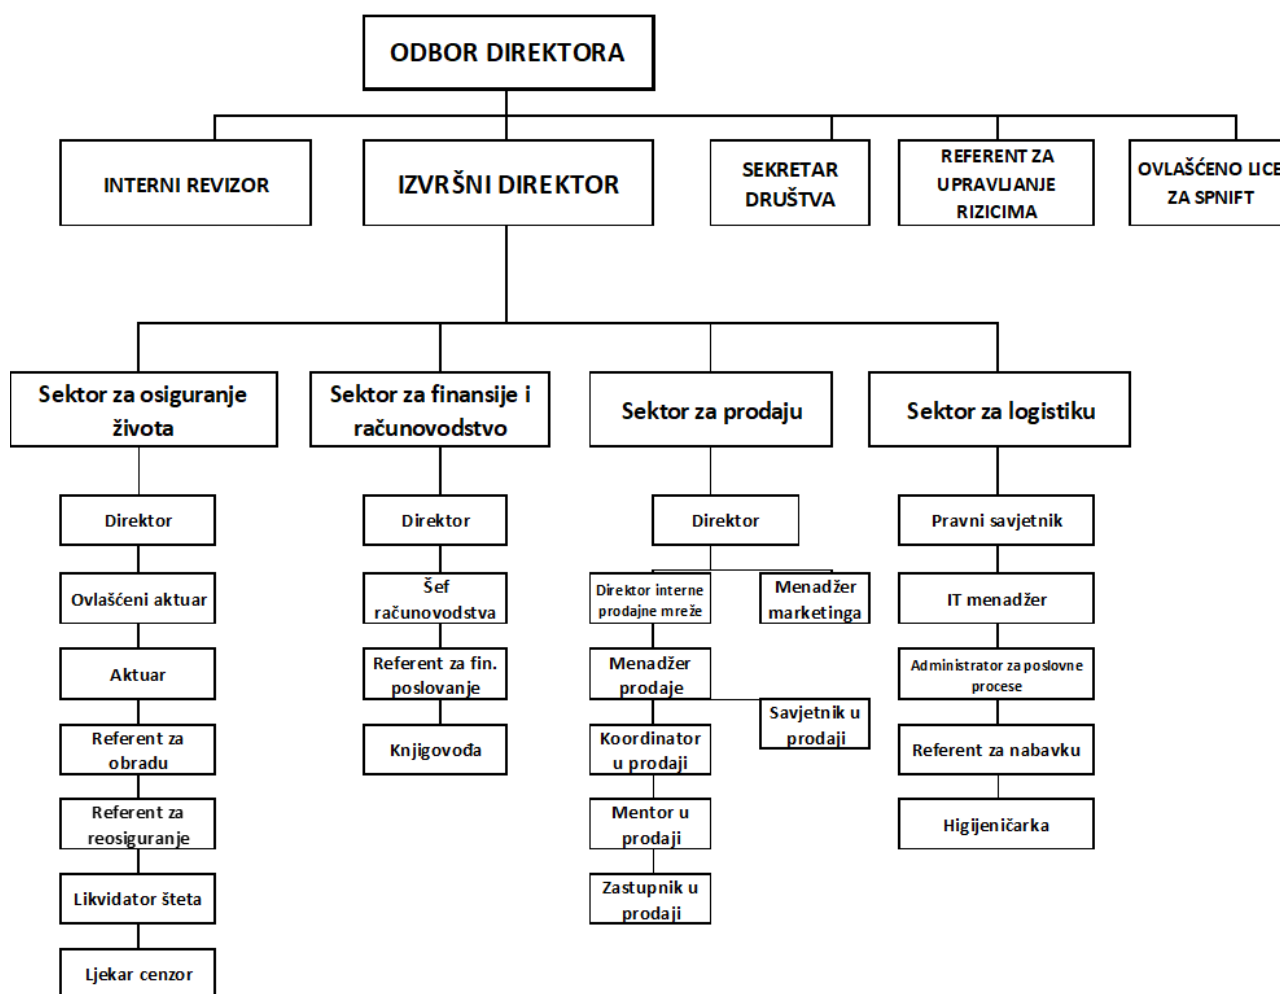 ODBOR DIREKTORA
INTERNI REVIZOR
IZVRŠNI DIREKTOR
SEKRETAR
DRUŠTVA
REFERENT ZA
UPRAVLJANJE
RIZICIMA
OVLAŠĆENO LICE
ZA SPNIFT
Sektor za osiguranje
života
Sektor za finansije i
računovodstvo
Sektor za prodaju
Sektor za logistiku
Direktor
Ovlašćeni aktuar
Aktuar
Referent za
obradu
Referent za
reosiguranje
Likvidator šteta
Ljekar cenzor
Direktor
Šef
računovodstva
Referent za fin.
poslovanje
Knjigovođa
Direktor
Direktor interne
prodajne mreže
Menadžer
marketinga
Menadžer
prodaje
Savjetnik u
prodaji
Koordinator
u prodaji
Mentor u
prodaji
Zastupnik u
prodaji
Pravni savjetnik
IT menadžer
Administrator za poslovne
procese
Referent za nabavku
Higijeničarka